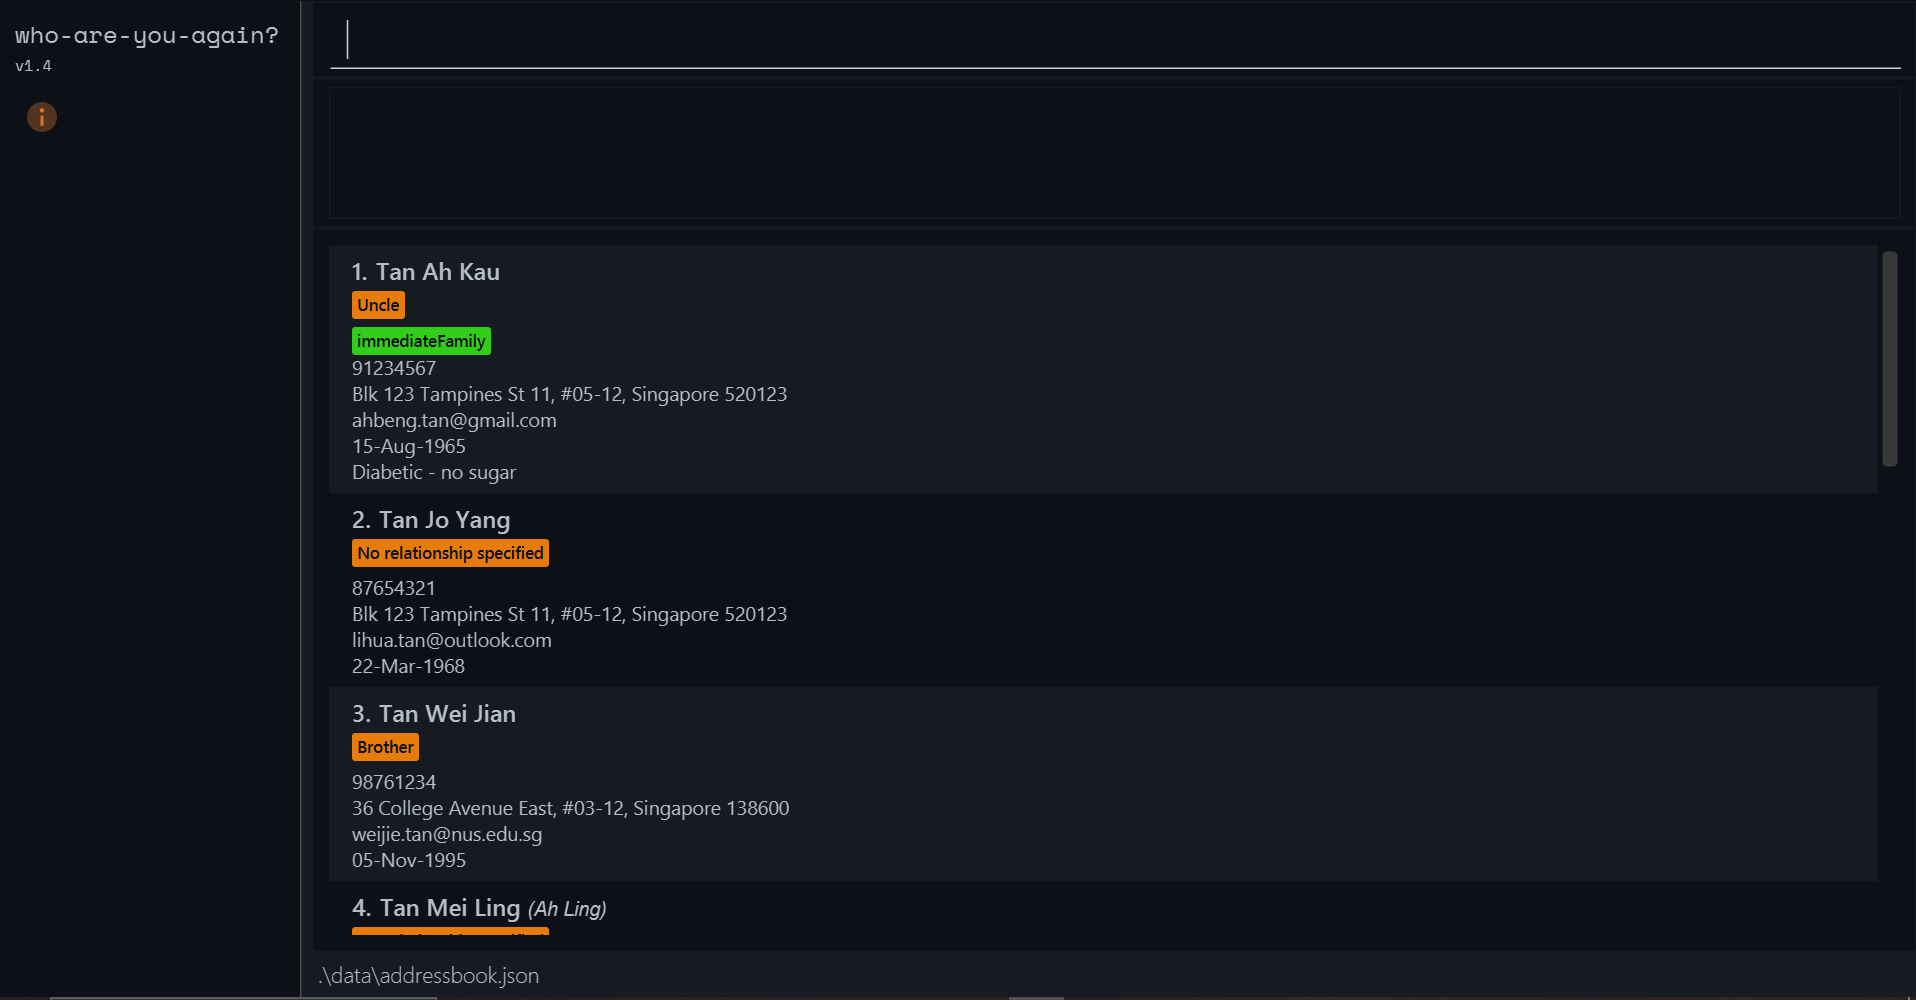 who-are-you-again?
v1.4
1. Tan Ah Kau
Uncle
immediateFamily
91234567
Blk 123 Tampines St 11, #05-12, Singapore 520123
ahbeng.tan@gmail.com
15-Aug-1965
Diabetic - no sugar
2. Tan Jo Yang
No relationship specified
87654321
Blk 123 Tampines St 11, #05-12, Singapore 520123
lihua.tan@outlook.com
22-Mar-1968
3. Tan Wei Jian
Brother
98761234
36 College Avenue East, #03-12, Singapore 138600
weijie.tan@nus.edu.sg
05-Nov-1995
4. Tan Mei Ling (Ah Ling)
.\data\addressbook.json